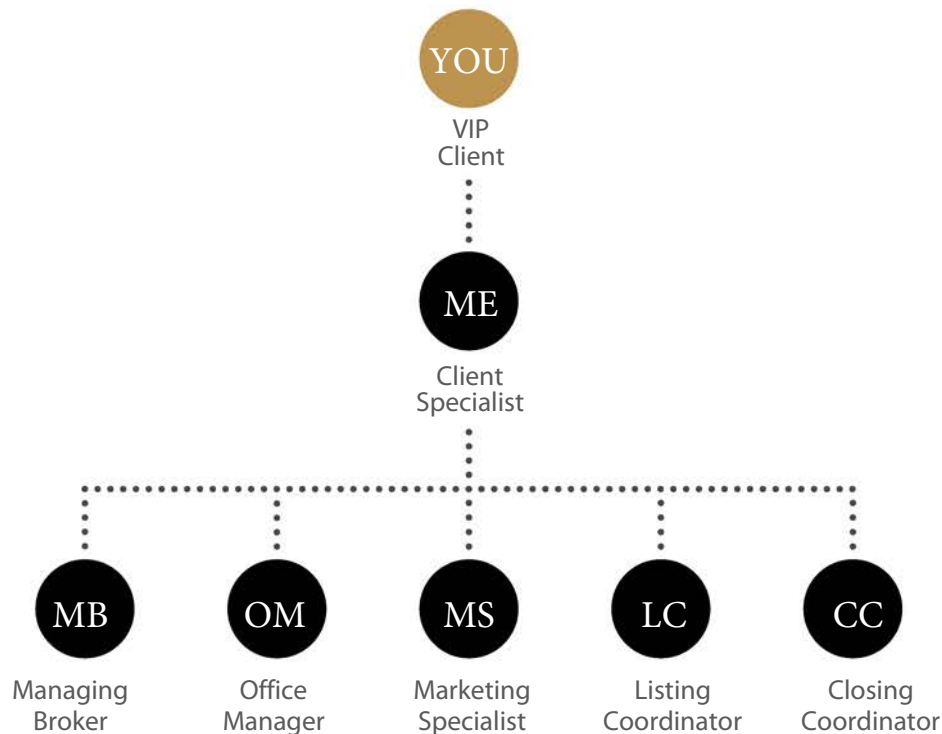 YOU
VIP
Client
ME
Client
Specialist
MB
OM
MS
LC
CC
Managing
Broker
Office
Manager
Marketing
Specialist
Listing
Coordinator
Closing
Coordinator